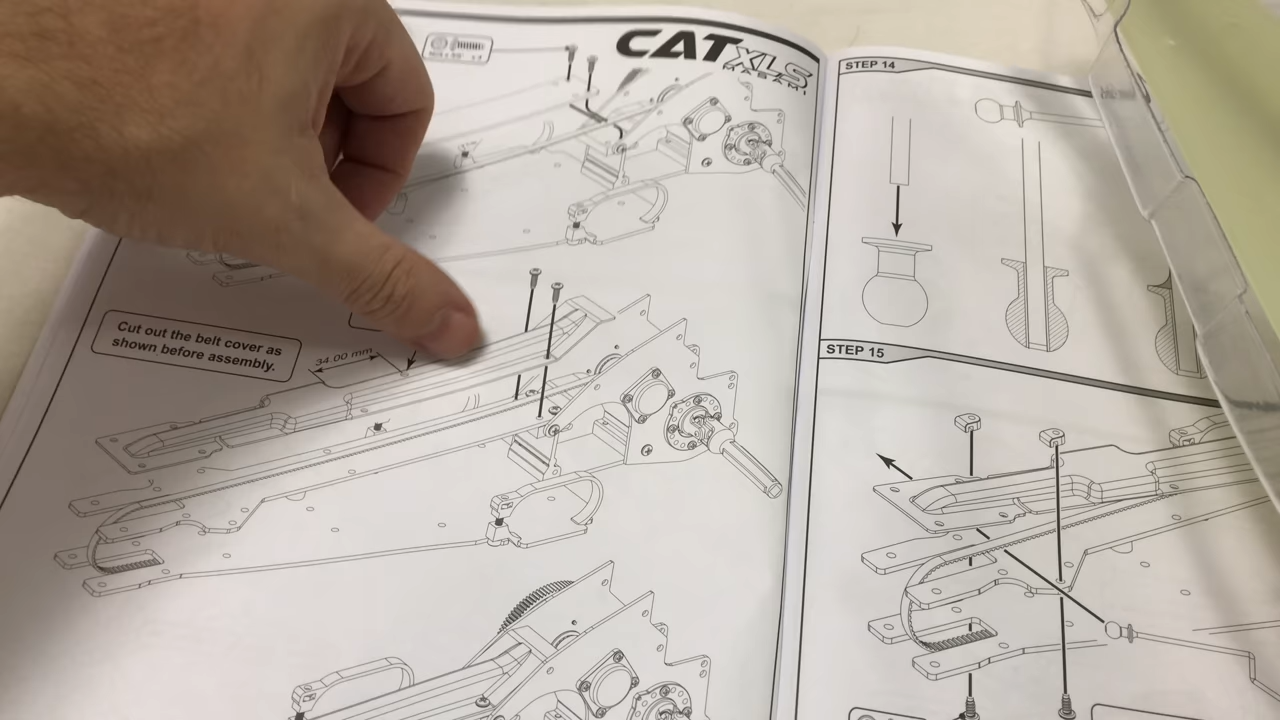 CAT XLS
MASAMI
Cut out the belt cover as
shown before assembly.
34.00 mm
STEP 14
STEP 15